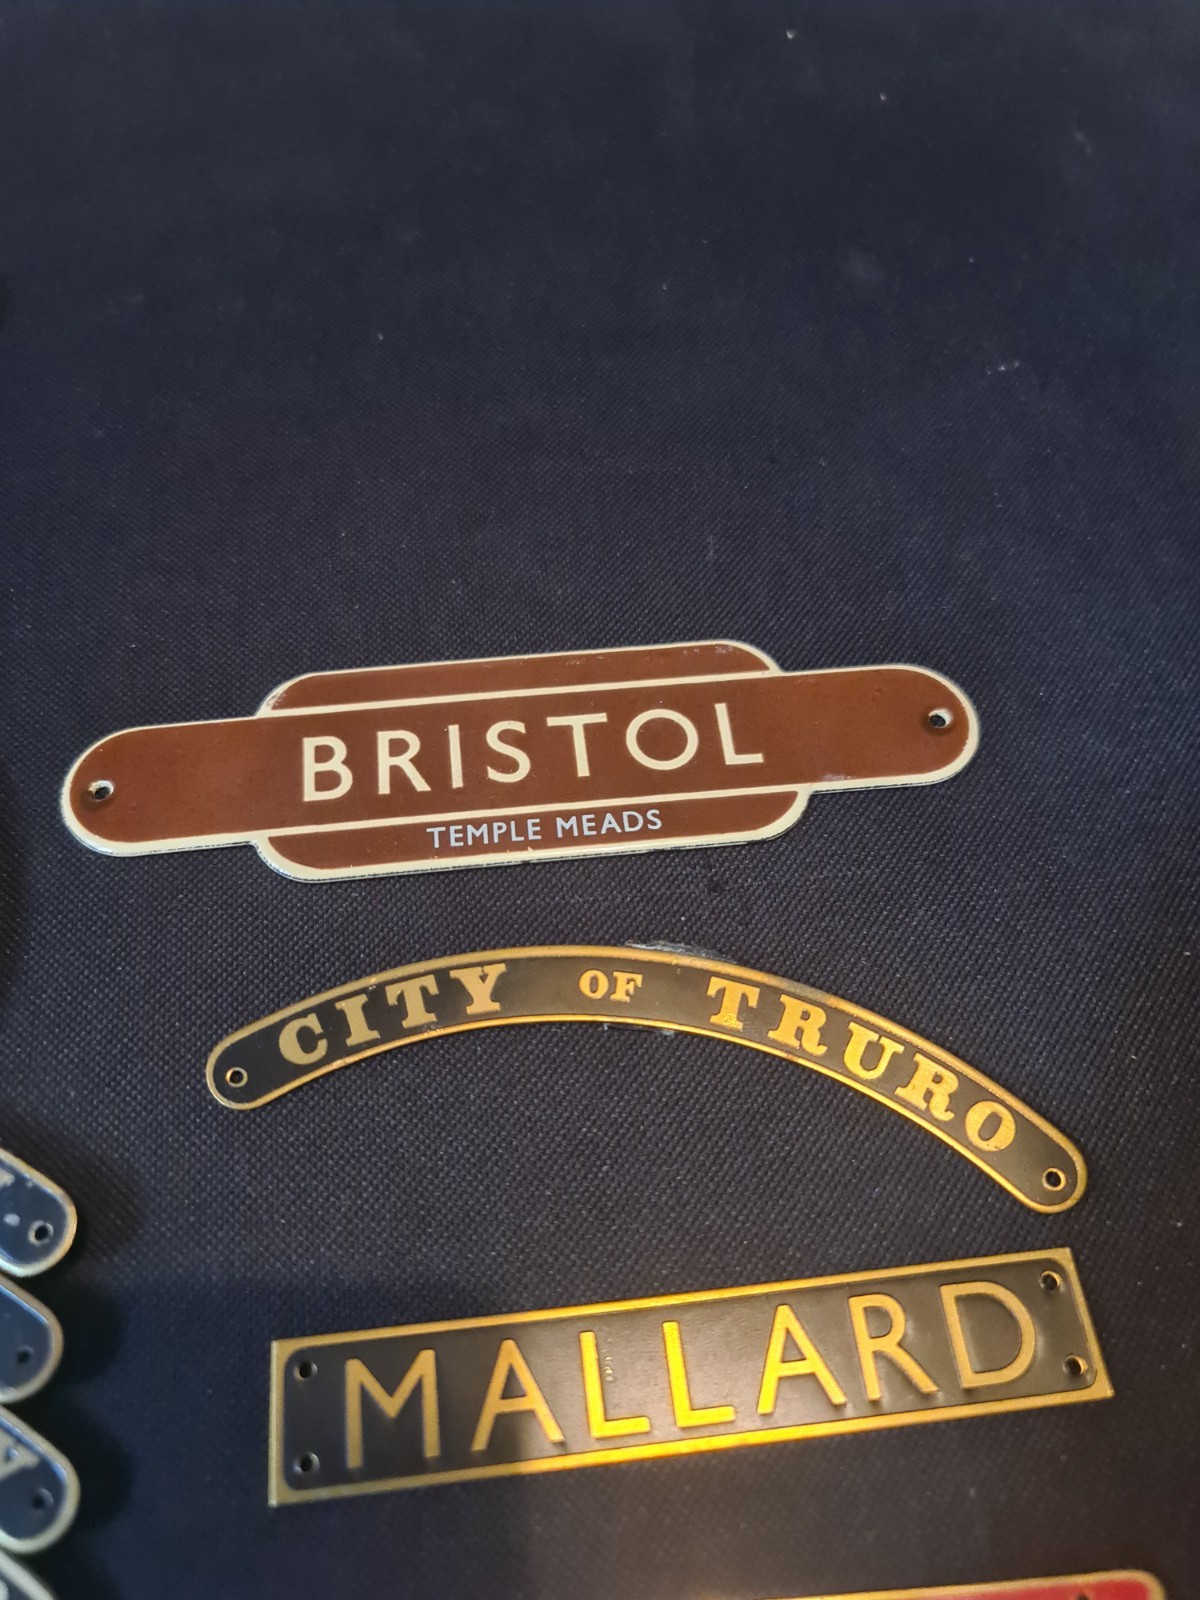 BRISTOL
TEMPLE MEADS
CITY OF TRURO
MALLARD